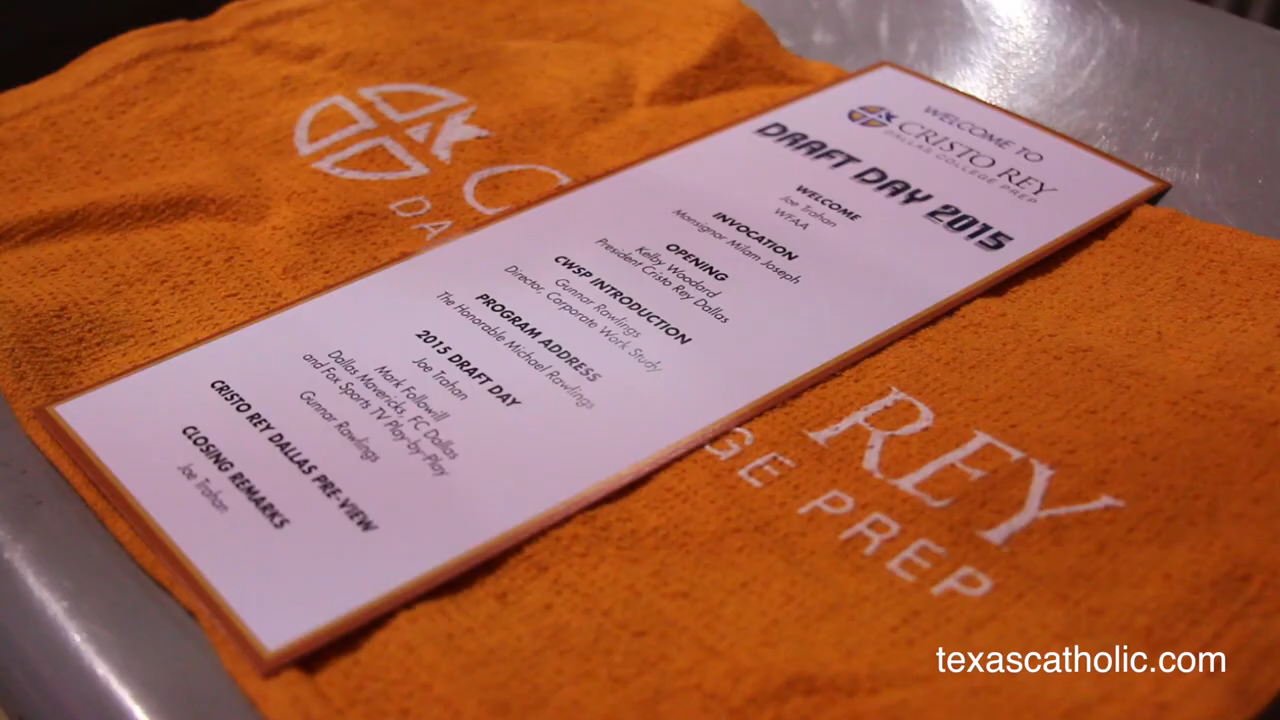 WELCOME TO
CRISTO REY
DALLAS COLLEGE PREP
DRAFT DAY 2015
WELCOME
Joe Trahan
WFAA
INVOCATION
Monsignor Milam Joseph
OPENING
Kelby Woodard
President Cristo Rey Dallas
CWSP INTRODUCTION
Gunnar Rawlings
Director, Corporate Work Study
PROGRAM ADDRESS
The Honorable Michael Rawlings
2015 DRAFT DAY
Joe Trahan
Mark Followill
Dallas Mavericks, FC Dallas
and Fox Sports TV Play-by-Play
Gunnar Rawlings
CRISTO REY DALLAS PRE-VIEW
CLOSING REMARKS
Joe Trahan
C REY
DA GE PREP
texascatholic.com